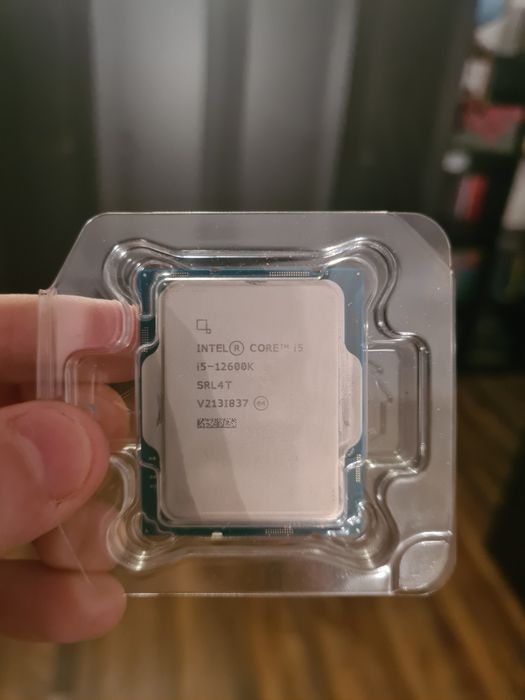 INTEL® CORE™ i5
i5-12600K
SRL4T
V213I837